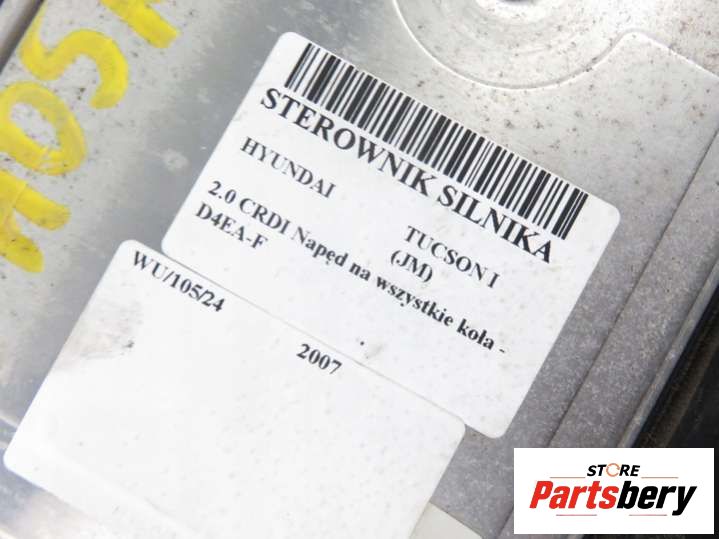 STEROWNIK SILNIKA
HYUNDAI TUCSON I
(JM)
2.0 CRDI Napęd na wszystkie koła -
D4EA-F
WU/105/24 2007
STORE
Partsbery